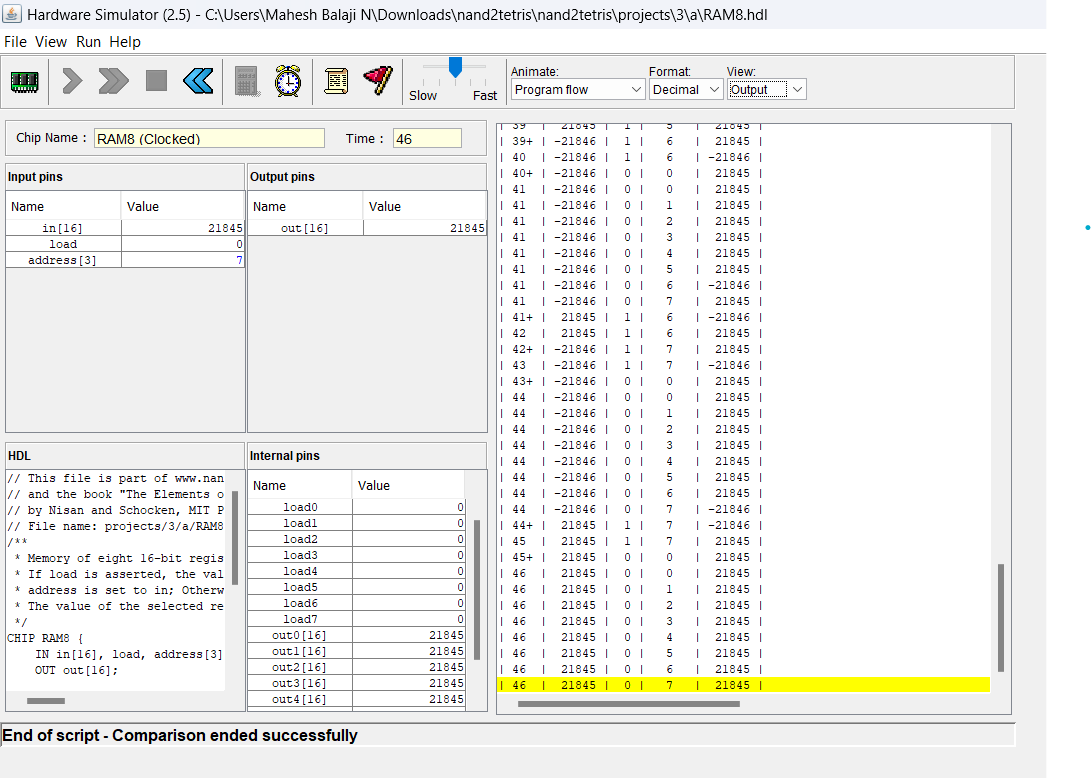 Hardware Simulator (2.5) - C:\Users\Mahesh Balaji N\Downloads\nand2tetris\nand2tetris\projects\3\a\RAM8.hdl
File View Run Help
Slow Fast
Animate: Format: View:
Program flow Decimal Output
Chip Name : RAM8 (Clocked) Time : 46
Input pins
Name Value
in[16] 21845
load 0
address[3] 7
Output pins
Name Value
out[16] 21845
HDL
// This file is part of www.nan
// and the book "The Elements o
// by Nisan and Schocken, MIT P
// File name: projects/3/a/RAM8
/**
* Memory of eight 16-bit regis
* If load is asserted, the val
* address is set to in; Otherw
* The value of the selected re
*/
CHIP RAM8 {
IN in[16], load, address[3]
OUT out[16];
Internal pins
Name Value
load0 0
load1 0
load2 0
load3 0
load4 0
load5 0
load6 0
load7 0
out0[16] 21845
out1[16] 21845
out2[16] 21845
out3[16] 21845
out4[16] 21845
| 39 | 21845 | 1 | 5 | 21845 |
| 39+ | -21846 | 1 | 6 | 21845 |
| 40 | -21846 | 1 | 6 | -21846 |
| 40+ | -21846 | 0 | 0 | 21845 |
| 41 | -21846 | 0 | 0 | 21845 |
| 41 | -21846 | 0 | 1 | 21845 |
| 41 | -21846 | 0 | 2 | 21845 |
| 41 | -21846 | 0 | 3 | 21845 |
| 41 | -21846 | 0 | 4 | 21845 |
| 41 | -21846 | 0 | 5 | 21845 |
| 41 | -21846 | 0 | 6 | -21846 |
| 41 | -21846 | 0 | 7 | 21845 |
| 41+ | 21845 | 1 | 6 | -21846 |
| 42 | 21845 | 1 | 6 | 21845 |
| 42+ | -21846 | 1 | 7 | 21845 |
| 43 | -21846 | 1 | 7 | -21846 |
| 43+ | -21846 | 0 | 0 | 21845 |
| 44 | -21846 | 0 | 0 | 21845 |
| 44 | -21846 | 0 | 1 | 21845 |
| 44 | -21846 | 0 | 2 | 21845 |
| 44 | -21846 | 0 | 3 | 21845 |
| 44 | -21846 | 0 | 4 | 21845 |
| 44 | -21846 | 0 | 5 | 21845 |
| 44 | -21846 | 0 | 6 | 21845 |
| 44 | -21846 | 0 | 7 | -21846 |
| 44+ | 21845 | 1 | 7 | -21846 |
| 45 | 21845 | 1 | 7 | 21845 |
| 45+ | 21845 | 0 | 0 | 21845 |
| 46 | 21845 | 0 | 0 | 21845 |
| 46 | 21845 | 0 | 1 | 21845 |
| 46 | 21845 | 0 | 2 | 21845 |
| 46 | 21845 | 0 | 3 | 21845 |
| 46 | 21845 | 0 | 4 | 21845 |
| 46 | 21845 | 0 | 5 | 21845 |
| 46 | 21845 | 0 | 6 | 21845 |
| 46 | 21845 | 0 | 7 | 21845 |
End of script - Comparison ended successfully